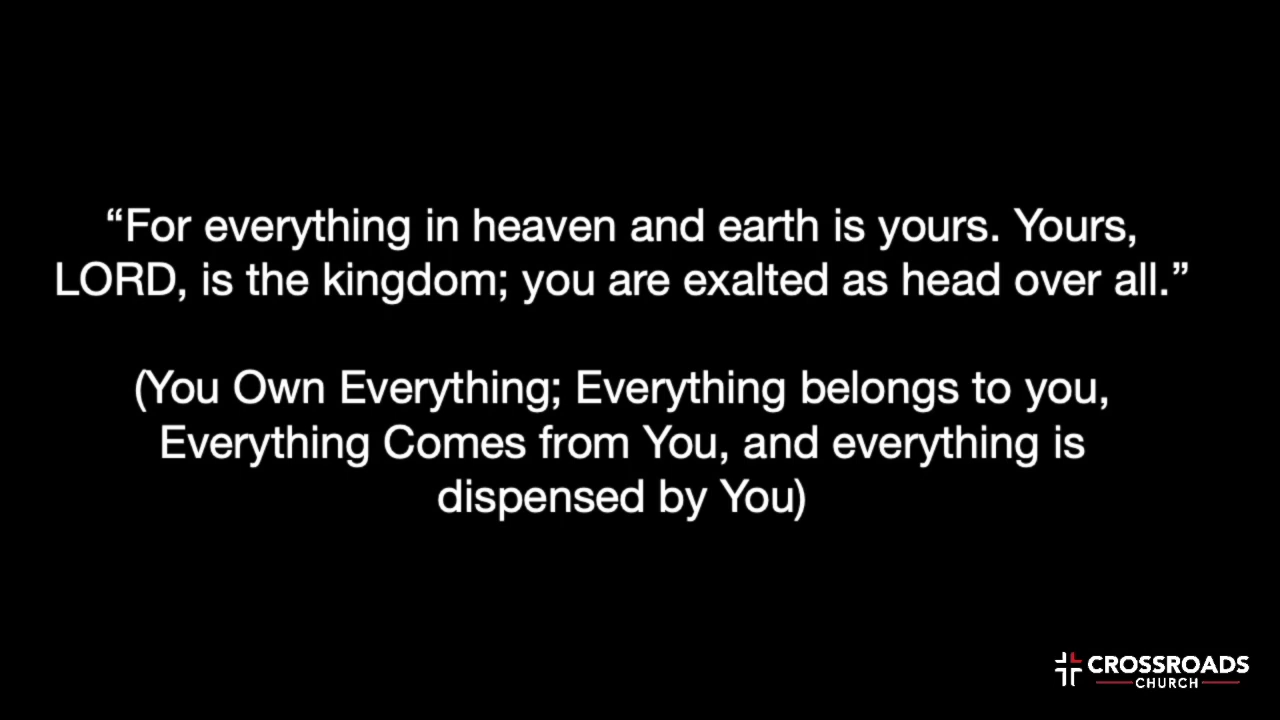 “For everything in heaven and earth is yours. Yours,
LORD, is the kingdom; you are exalted as head over all.”
(You Own Everything; Everything belongs to you,
Everything Comes from You, and everything is
dispensed by You)
CROSSROADS
CHURCH